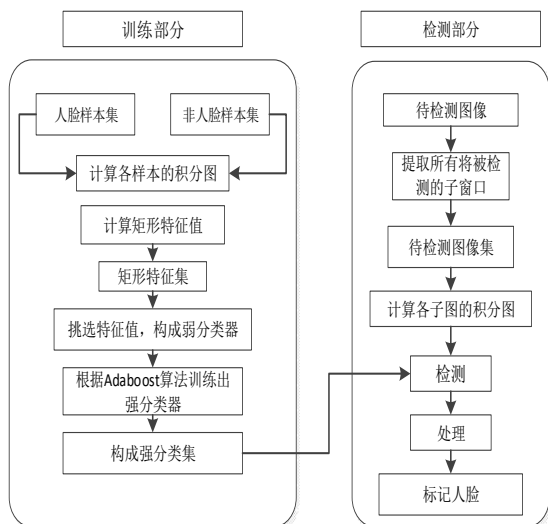 训练部分
人脸样本集
非人脸样本集
计算各样本的积分图
计算矩形特征值
矩形特征集
挑选特征值，构成弱分类器
根据Adaboost算法训练出
强分类器
构成强分类集
检测部分
待检测图像
提取所有将被检
测的子窗口
待检测图像集
计算各子图的积分图
检测
处理
标记人脸